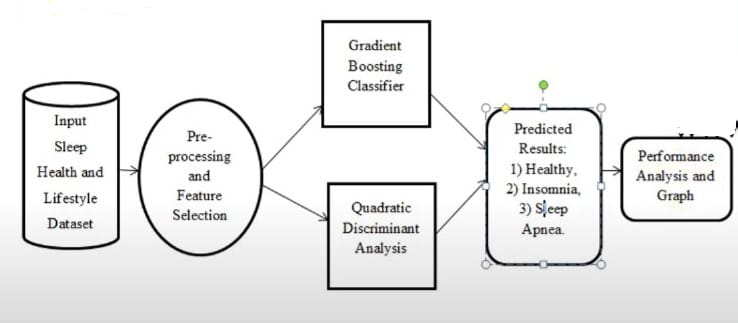 Input
Sleep
Health and
Lifestyle
Dataset
Pre-
processing
and
Feature
Selection
Gradient
Boosting
Classifier
Quadratic
Discriminant
Analysis
Predicted
Results:
1) Healthy,
2) Insomnia,
3) Sleep
Apnea.
Performance
Analysis and
Graph